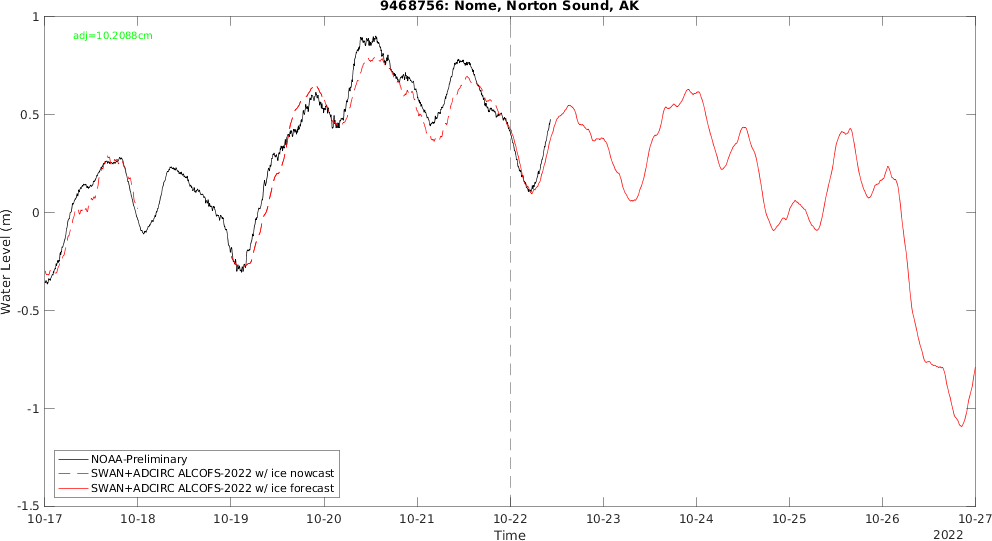 9468756: Nome, Norton Sound, AK
adj=10.2088cm
1
0.5
0
-0.5
-1
-1.5
Water Level (m)
NOAA-Preliminary
SWAN+ADCIRC ALCOFS-2022 w/ ice nowcast
SWAN+ADCIRC ALCOFS-2022 w/ ice forecast
10-17 10-18 10-19 10-20 10-21 10-22 10-23 10-24 10-25 10-26 10-27
Time
2022